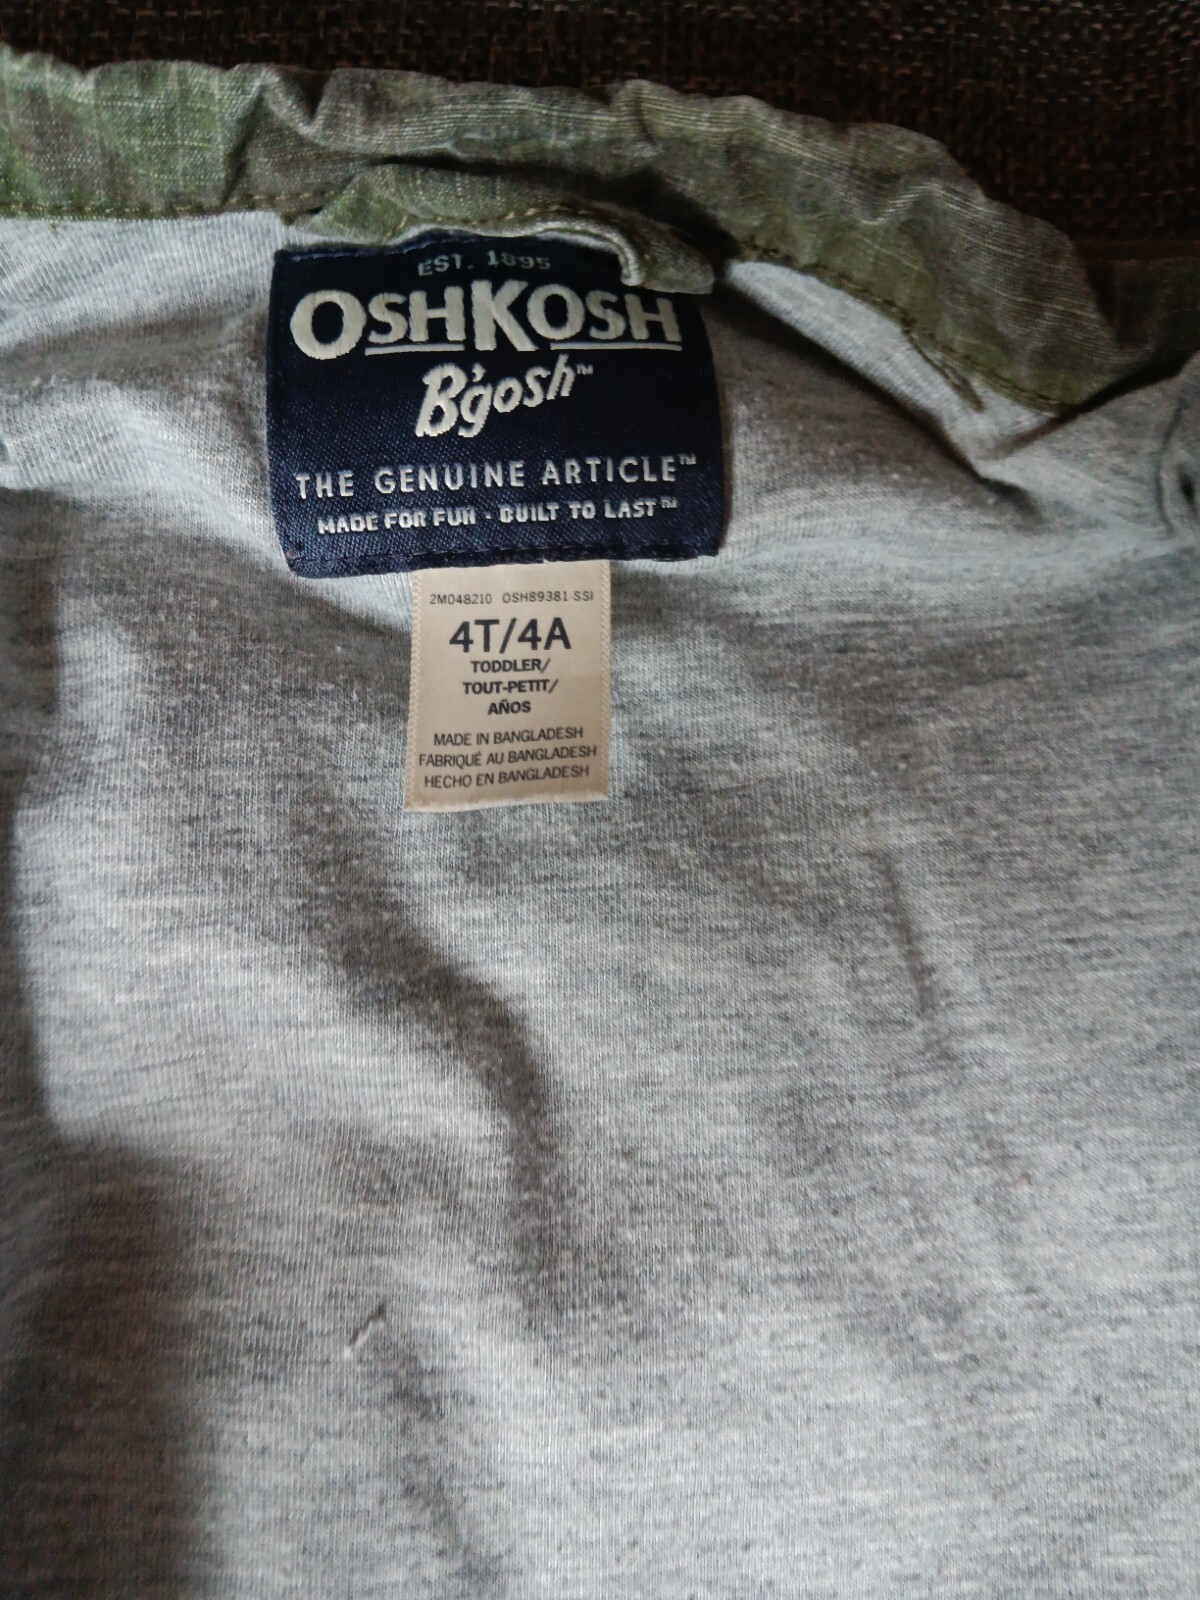 EST. 1895
OSHKOSH
B'gosh™
THE GENUINE ARTICLE™
MADE FOR FUN - BUILT TO LAST™
2M048210 OSH89381-SSI
4T/4A
TODDLER/
TOUT-PETIT/
AÑOS
MADE IN BANGLADESH
FABRIQUÉ AU BANGLADESH
HECHO EN BANGLADESH